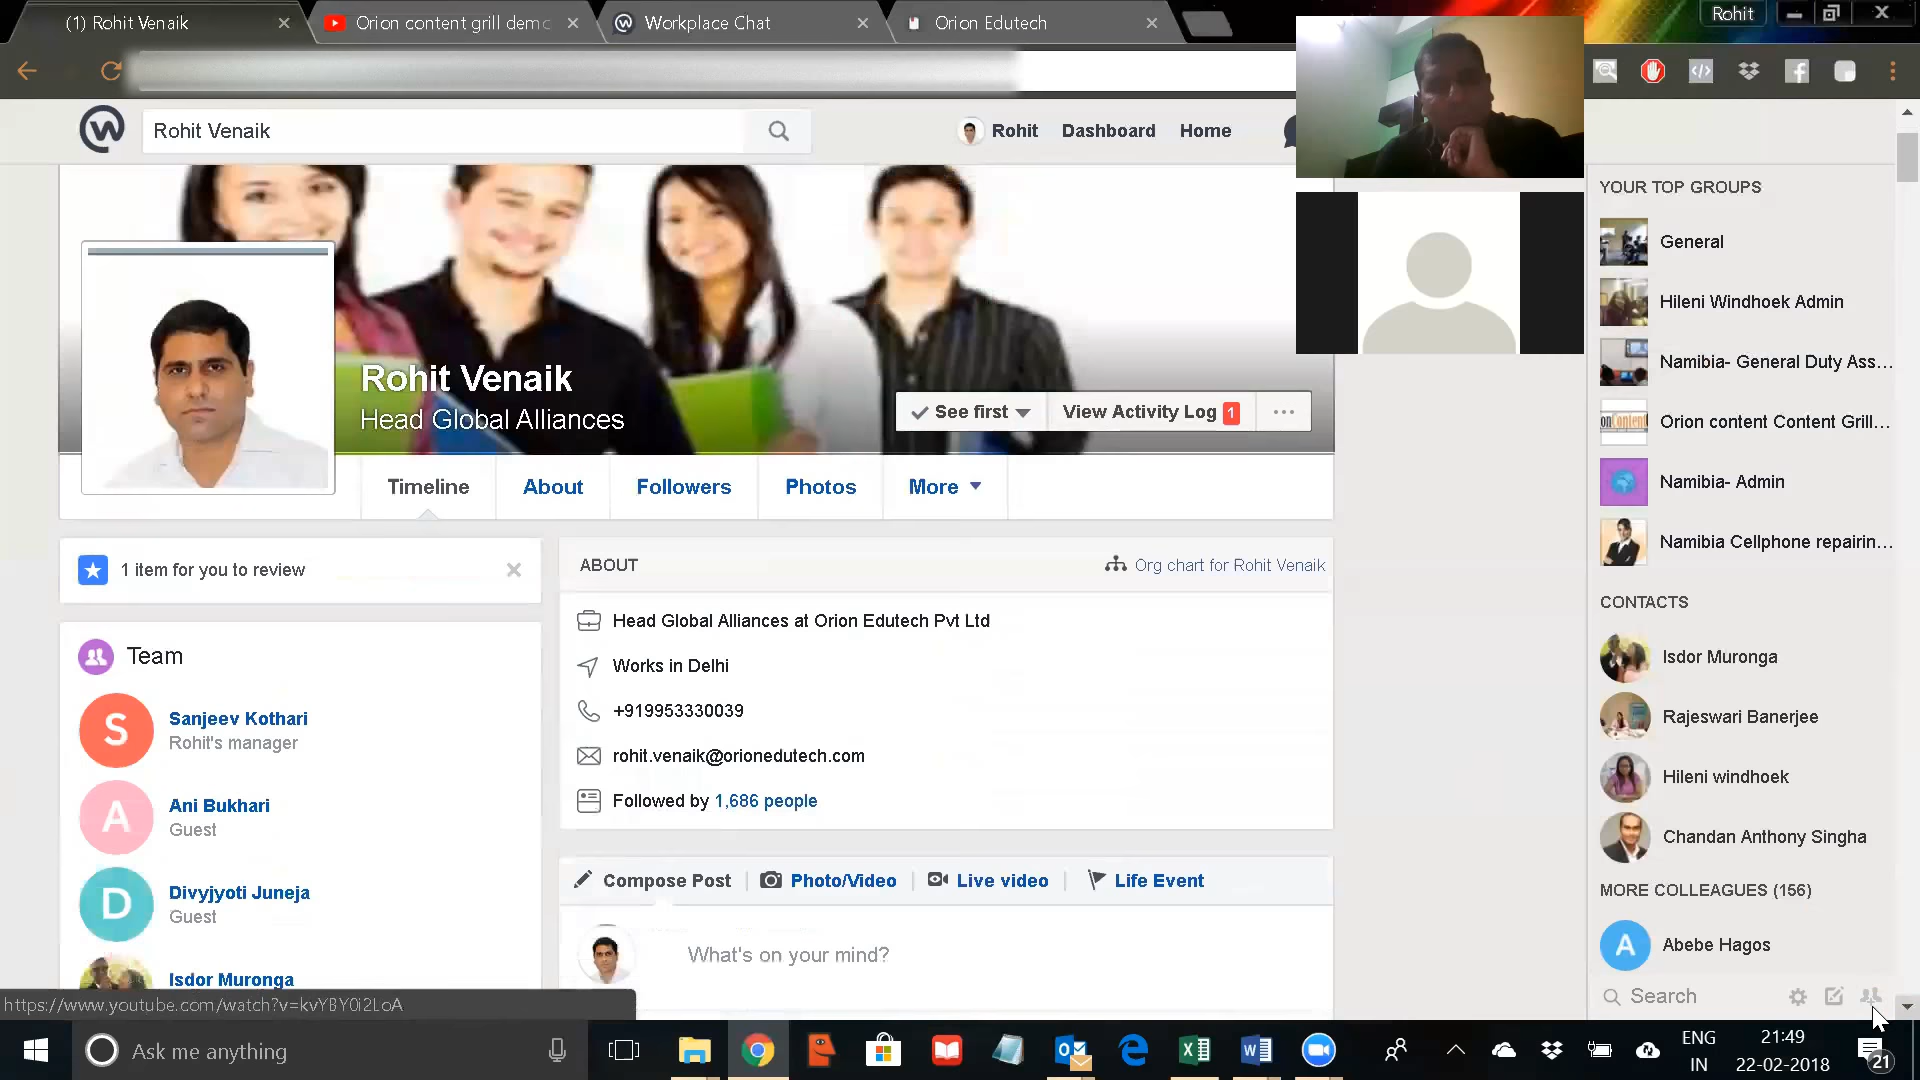 (1) Rohit Venaik
Orion content grill demo
Workplace Chat
Orion Edutech
Rohit
Rohit Venaik
Rohit
Dashboard
Home
Rohit Venaik
Head Global Alliances
See first
View Activity Log 1
Timeline
About
Followers
Photos
More
1 item for you to review
Team
S
Sanjeev Kothari
Rohit's manager
A
Ani Bukhari
Guest
D
Divyjyoti Juneja
Guest
Isdor Muronga
ABOUT
Org chart for Rohit Venaik
Head Global Alliances at Orion Edutech Pvt Ltd
Works in Delhi
+919953330039
rohit.venaik@orionedutech.com
Followed by 1,686 people
Compose Post
Photo/Video
Live video
Life Event
What's on your mind?
YOUR TOP GROUPS
General
Hileni Windhoek Admin
Namibia- General Duty Ass...
Orion content Content Grill...
Namibia- Admin
Namibia Cellphone repairin...
CONTACTS
Isdor Muronga
Rajeswari Banerjee
Hileni windhoek
Chandan Anthony Singha
MORE COLLEAGUES (156)
A
Abebe Hagos
Search
https://www.youtube.com/watch?v=kvYBY0i2LoA
Ask me anything
ENG
IN
21:49
22-02-2018
21